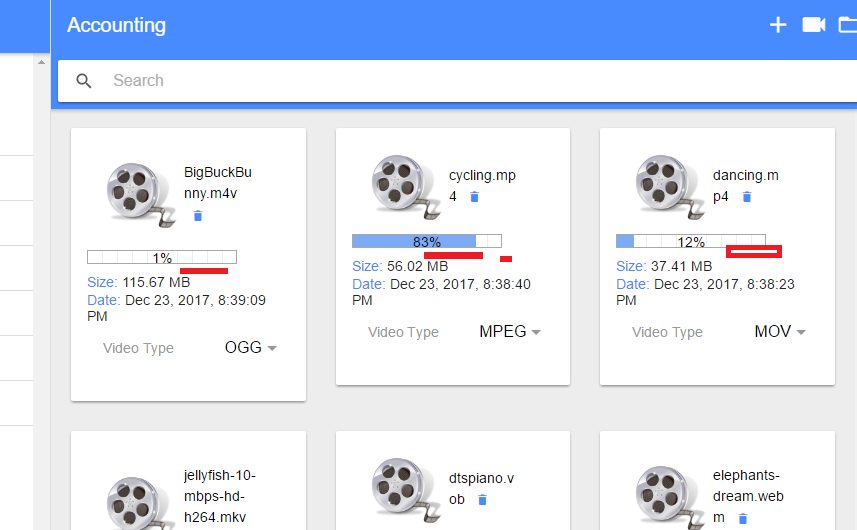 Accounting
Search
BigBuckBu
nny.m4v
1%
Size: 115.67 MB
Date: Dec 23, 2017, 8:39:09
PM
Video Type OGG
cycling.mp
4
83%
Size: 56.02 MB
Date: Dec 23, 2017, 8:38:40
PM
Video Type MPEG
dancing.m
p4
12%
Size: 37.41 MB
Date: Dec 23, 2017, 8:38:23
PM
Video Type MOV
jellyfish-10-
mbps-hd-
h264.mkv
dtspiano.v
ob
elephants-
dream.web
m